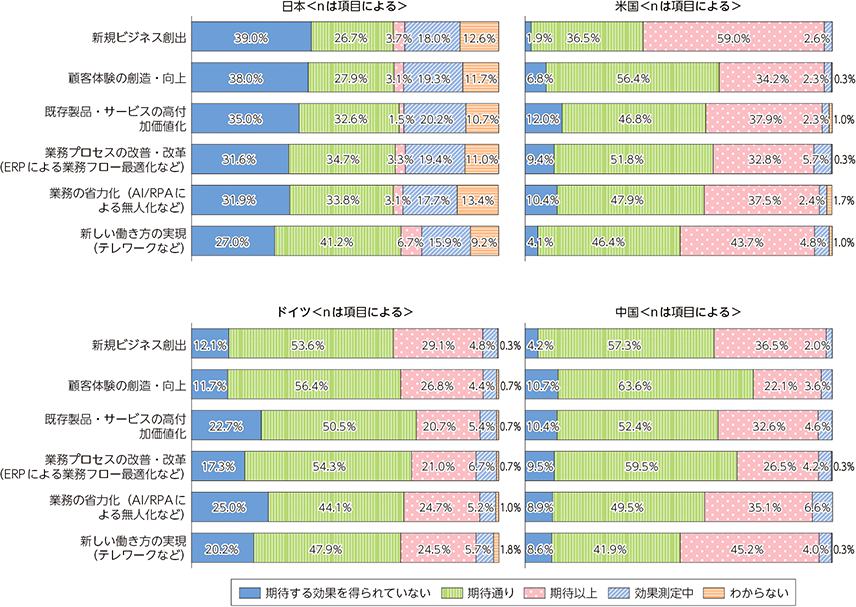 日本<nは項目による>
新規ビジネス創出
39.0% 26.7% 3.7% 18.0% 12.6%
顧客体験の創造・向上
38.0% 27.9% 3.1% 19.3% 11.7%
既存製品・サービスの高付
加価値化
35.0% 32.6% 1.5% 20.2% 10.7%
業務プロセスの改善・改革
(ERPによる業務フロー最適化など)
31.6% 34.7% 3.3% 19.4% 11.0%
業務の省力化(AI/RPAに
よる無人化など)
31.9% 33.8% 3.1% 17.7% 13.4%
新しい働き方の実現
(テレワークなど)
27.0% 41.2% 6.7% 15.9% 9.2%
米国<nは項目による>
1.9% 36.5% 59.0% 2.6%
6.8% 56.4% 34.2% 2.3% 0.3%
12.0% 46.8% 37.9% 2.3% 1.0%
9.4% 51.8% 32.8% 5.7% 0.3%
10.4% 47.9% 37.5% 2.4% 1.7%
4.1% 46.4% 43.7% 4.8% 1.0%
ドイツ<nは項目による>
新規ビジネス創出
12.1% 53.6% 29.1% 4.8% 0.3%
顧客体験の創造・向上
11.7% 56.4% 26.8% 4.4% 0.7%
既存製品・サービスの高付
加価値化
22.7% 50.5% 20.7% 5.4% 0.7%
業務プロセスの改善・改革
(ERPによる業務フロー最適化など)
17.3% 54.3% 21.0% 6.7% 0.7%
業務の省力化(AI/RPAに
よる無人化など)
25.0% 44.1% 24.7% 5.2% 1.0%
新しい働き方の実現
(テレワークなど)
20.2% 47.9% 24.5% 5.7% 1.8%
中国<nは項目による>
4.2% 57.3% 36.5% 2.0%
10.7% 63.6% 22.1% 3.6%
10.4% 52.4% 32.6% 4.6%
9.5% 59.5% 26.5% 4.2% 0.3%
8.9% 49.5% 35.1% 6.6%
8.6% 41.9% 45.2% 4.0% 0.3%
期待する効果を得られていない 期待通り 期待以上 効果測定中 わからない